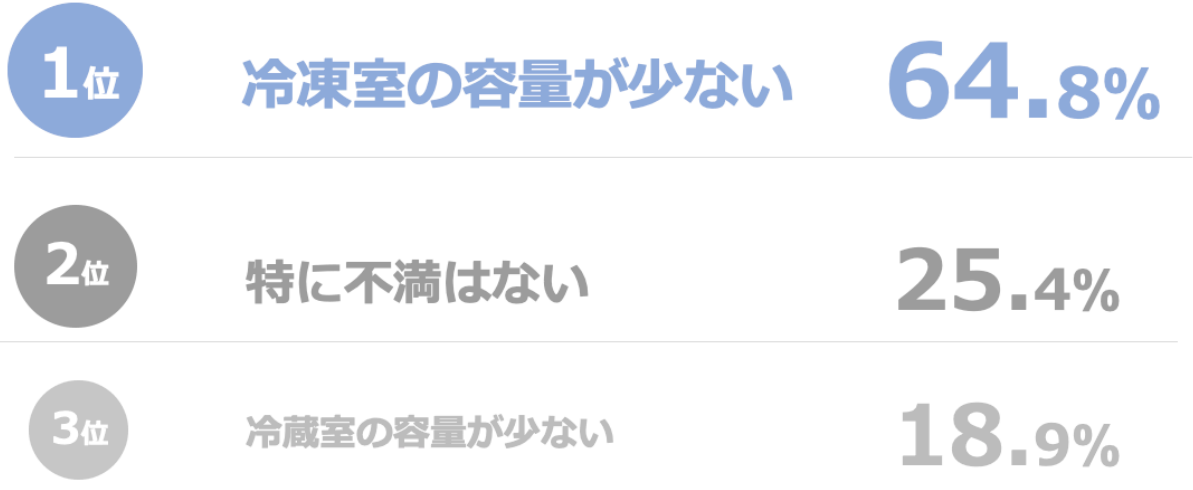 1位 冷凍室の容量が少ない 64.8%
2位 特に不満はない 25.4%
3位 冷蔵室の容量が少ない 18.9%